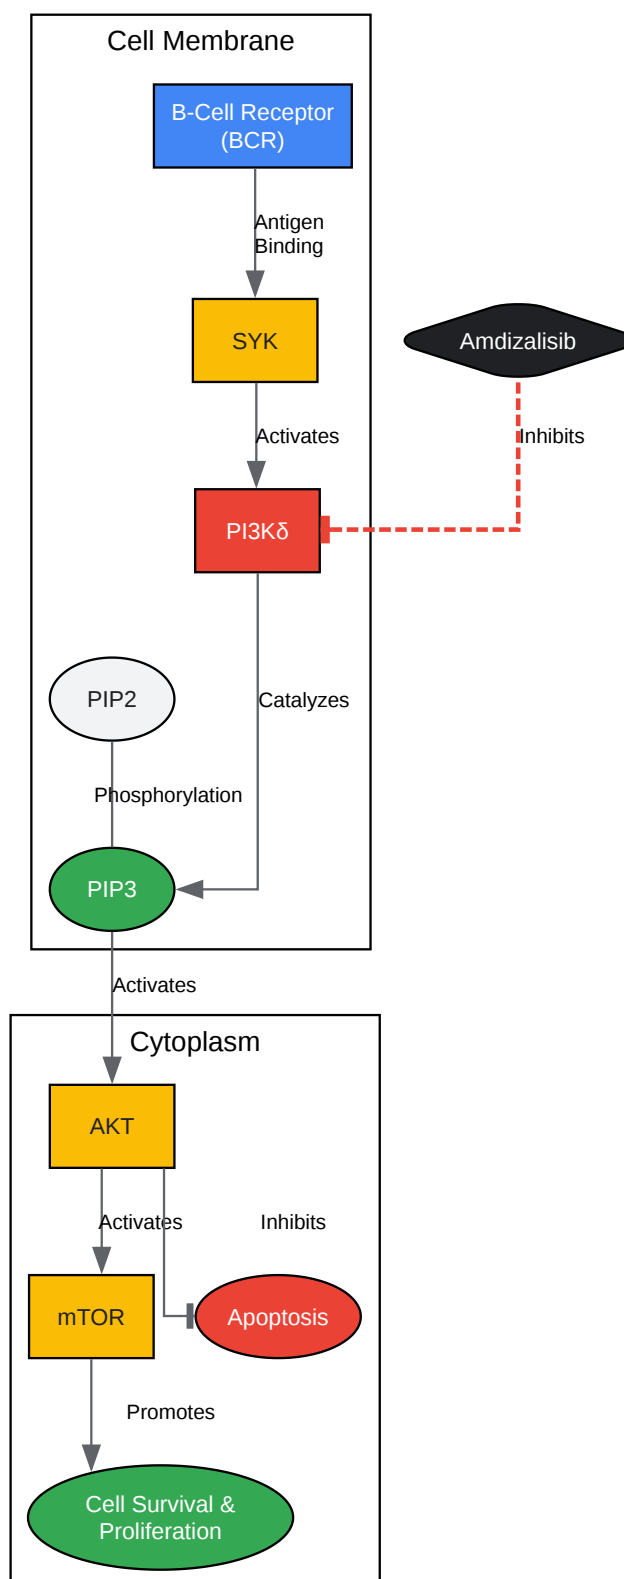 Cell Membrane
B-Cell Receptor
(BCR)
Antigen
Binding
SYK
Amdizalisib
Activates
Inhibits
PI3Kδ
PIP2
Catalyzes
Phosphorylation
PIP3
Activates
Cytoplasm
AKT
Activates
Inhibits
mTOR
Apoptosis
Promotes
Cell Survival &
Proliferation